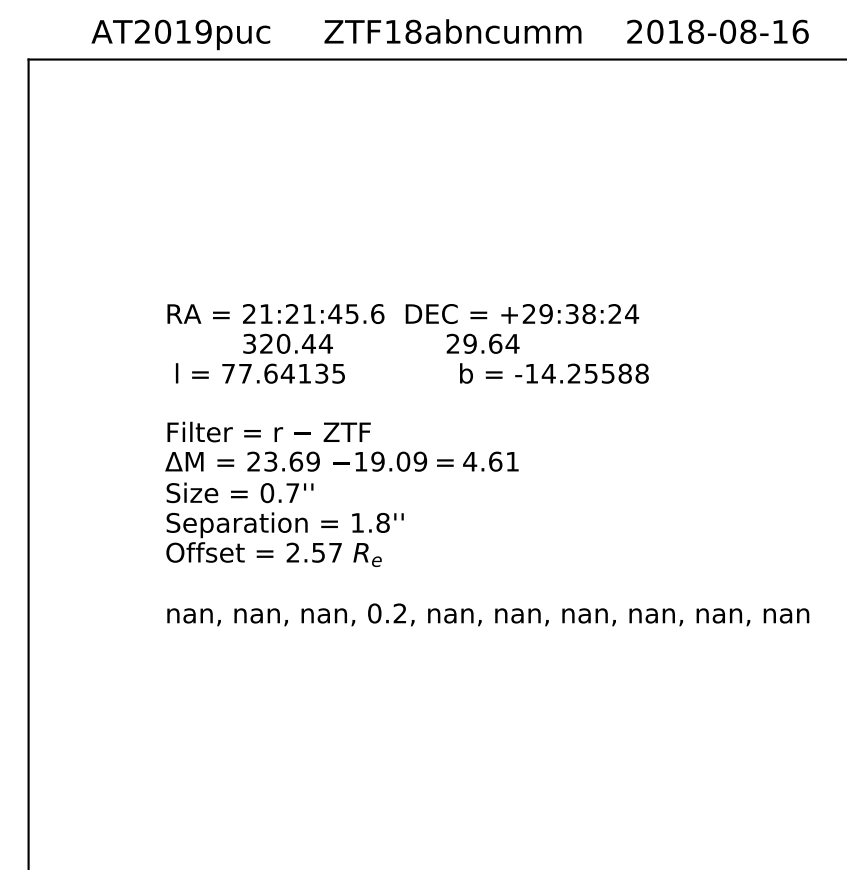 AT2019puc ZTF18abncumm 2018-08-16
RA = 21:21:45.6 DEC = +29:38:24
320.44 29.64
l = 77.64135 b = -14.25588
Filter = r − ZTF
ΔM = 23.69 −19.09 = 4.61
Size = 0.7''
Separation = 1.8''
Offset = 2.57 Re
nan, nan, nan, 0.2, nan, nan, nan, nan, nan, nan